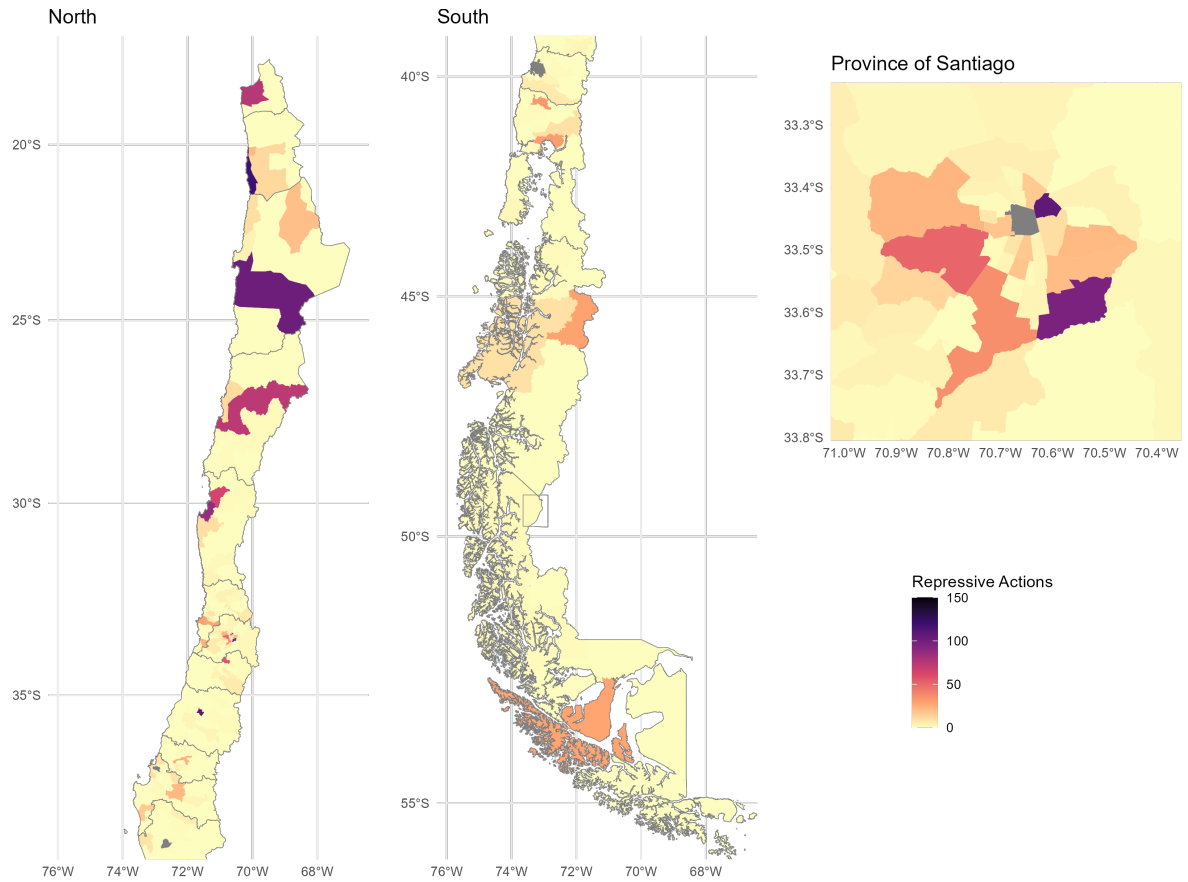 North
South
Province of Santiago
20°S
25°S
30°S
35°S
76°W
74°W
72°W
70°W
68°W
40°S
45°S
50°S
55°S
76°W
74°W
72°W
70°W
68°W
33.3°S
33.4°S
33.5°S
33.6°S
33.7°S
33.8°S
71.0°W
70.9°W
70.8°W
70.7°W
70.6°W
70.5°W
70.4°W
Repressive Actions
150
100
50
0